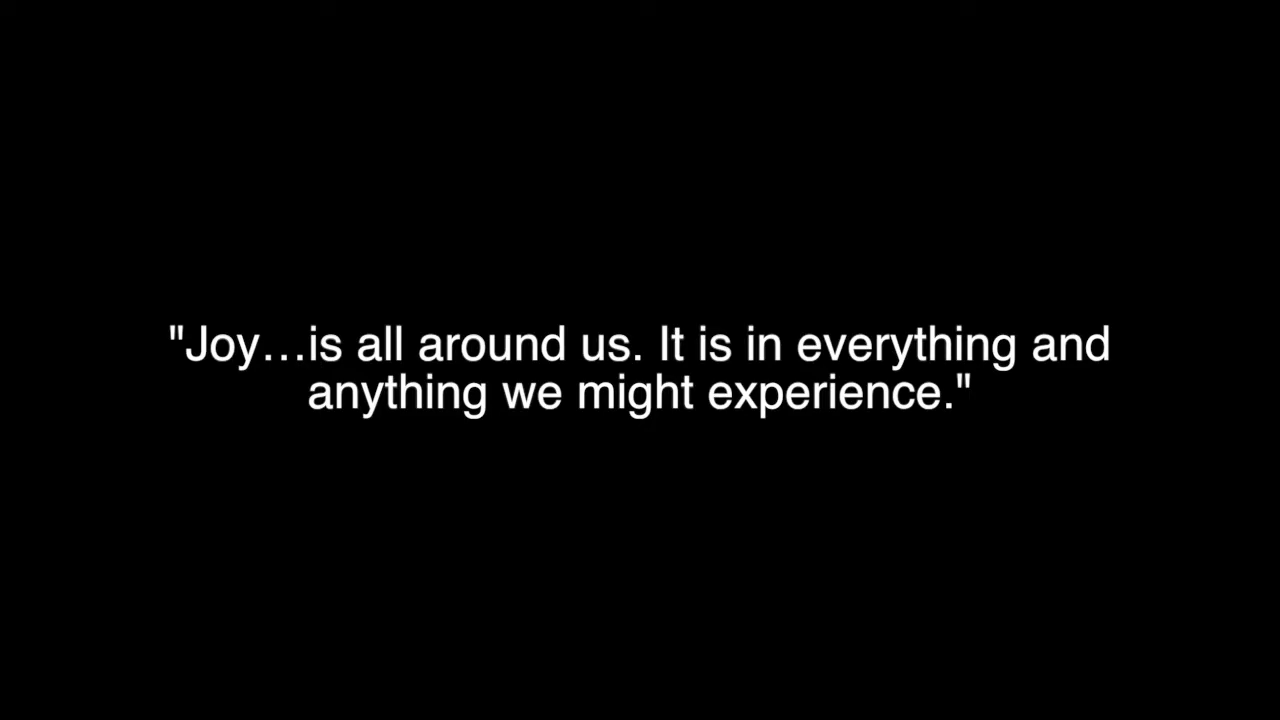 "Joy…is all around us. It is in everything and
anything we might experience."